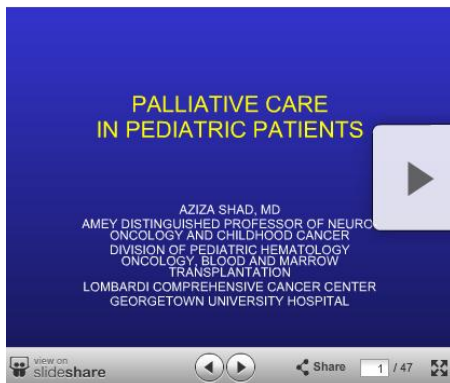 PALLIATIVE CARE
IN PEDIATRIC PATIENTS
AZIZA SHAD, MD
AMEY DISTINGUISHED PROFESSOR OF NEURO
ONCOLOGY AND CHILDHOOD CANCER
DIVISION OF PEDIATRIC HEMATOLOGY
ONCOLOGY, BLOOD AND MARROW
TRANSPLANTATION
LOMBARDI COMPREHENSIVE CANCER CENTER
GEORGETOWN UNIVERSITY HOSPITAL
view on
slideshare
Share 1 / 47